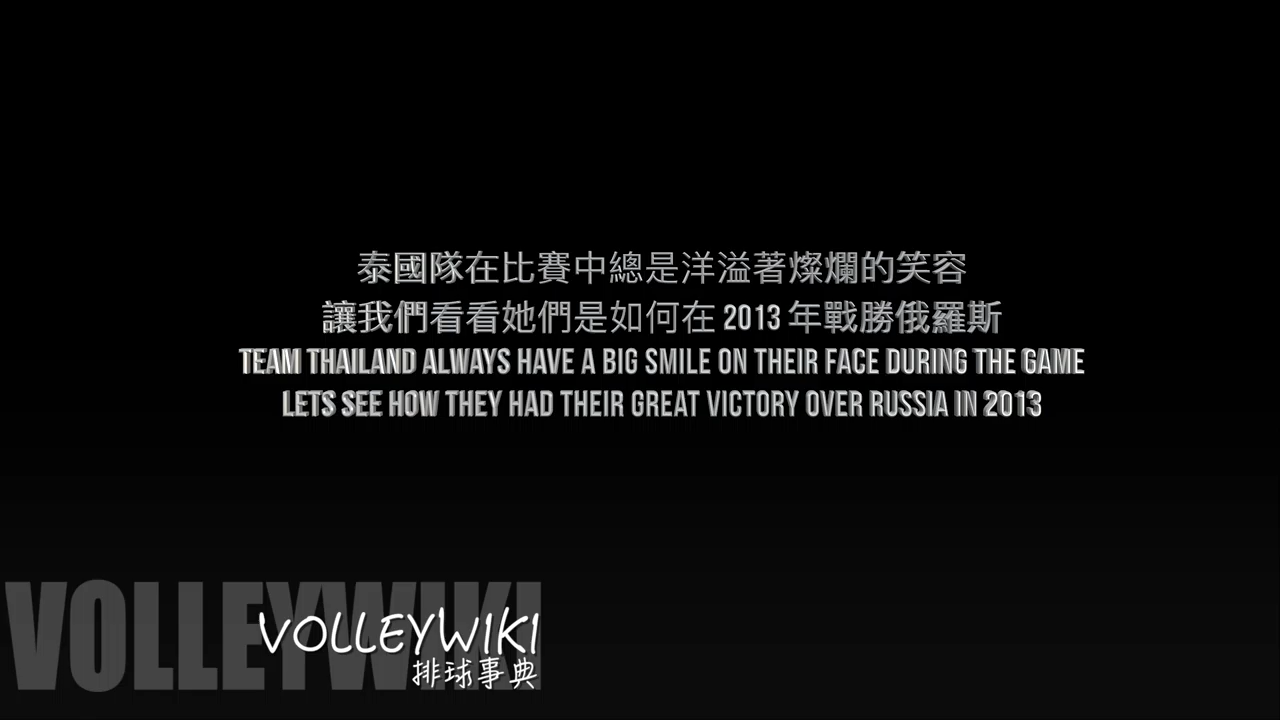 泰國隊在比賽中總是洋溢著燦爛的笑容
讓我們看看她們是如何在 2013 年戰勝俄羅斯
TEAM THAILAND ALWAYS HAVE A BIG SMILE ON THEIR FACE DURING THE GAME
LETS SEE HOW THEY HAD THEIR GREAT VICTORY OVER RUSSIA IN 2013
VOLLEYWIKI
VOLLEYWIKI
排球事典